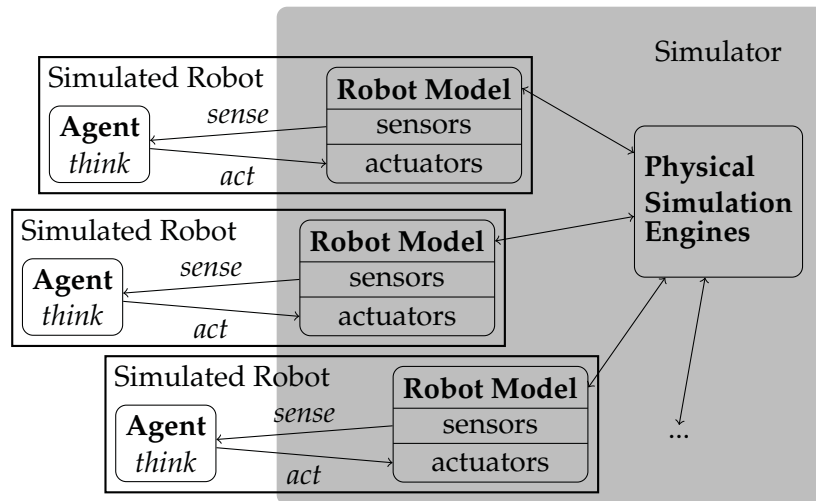 Simulator
Simulated Robot
Agent
think
sense
act
Robot Model
sensors
actuators
Physical
Simulation
Engines
Simulated Robot
Agent
think
sense
act
Robot Model
sensors
actuators
Simulated Robot
Agent
think
sense
act
Robot Model
sensors
actuators
...